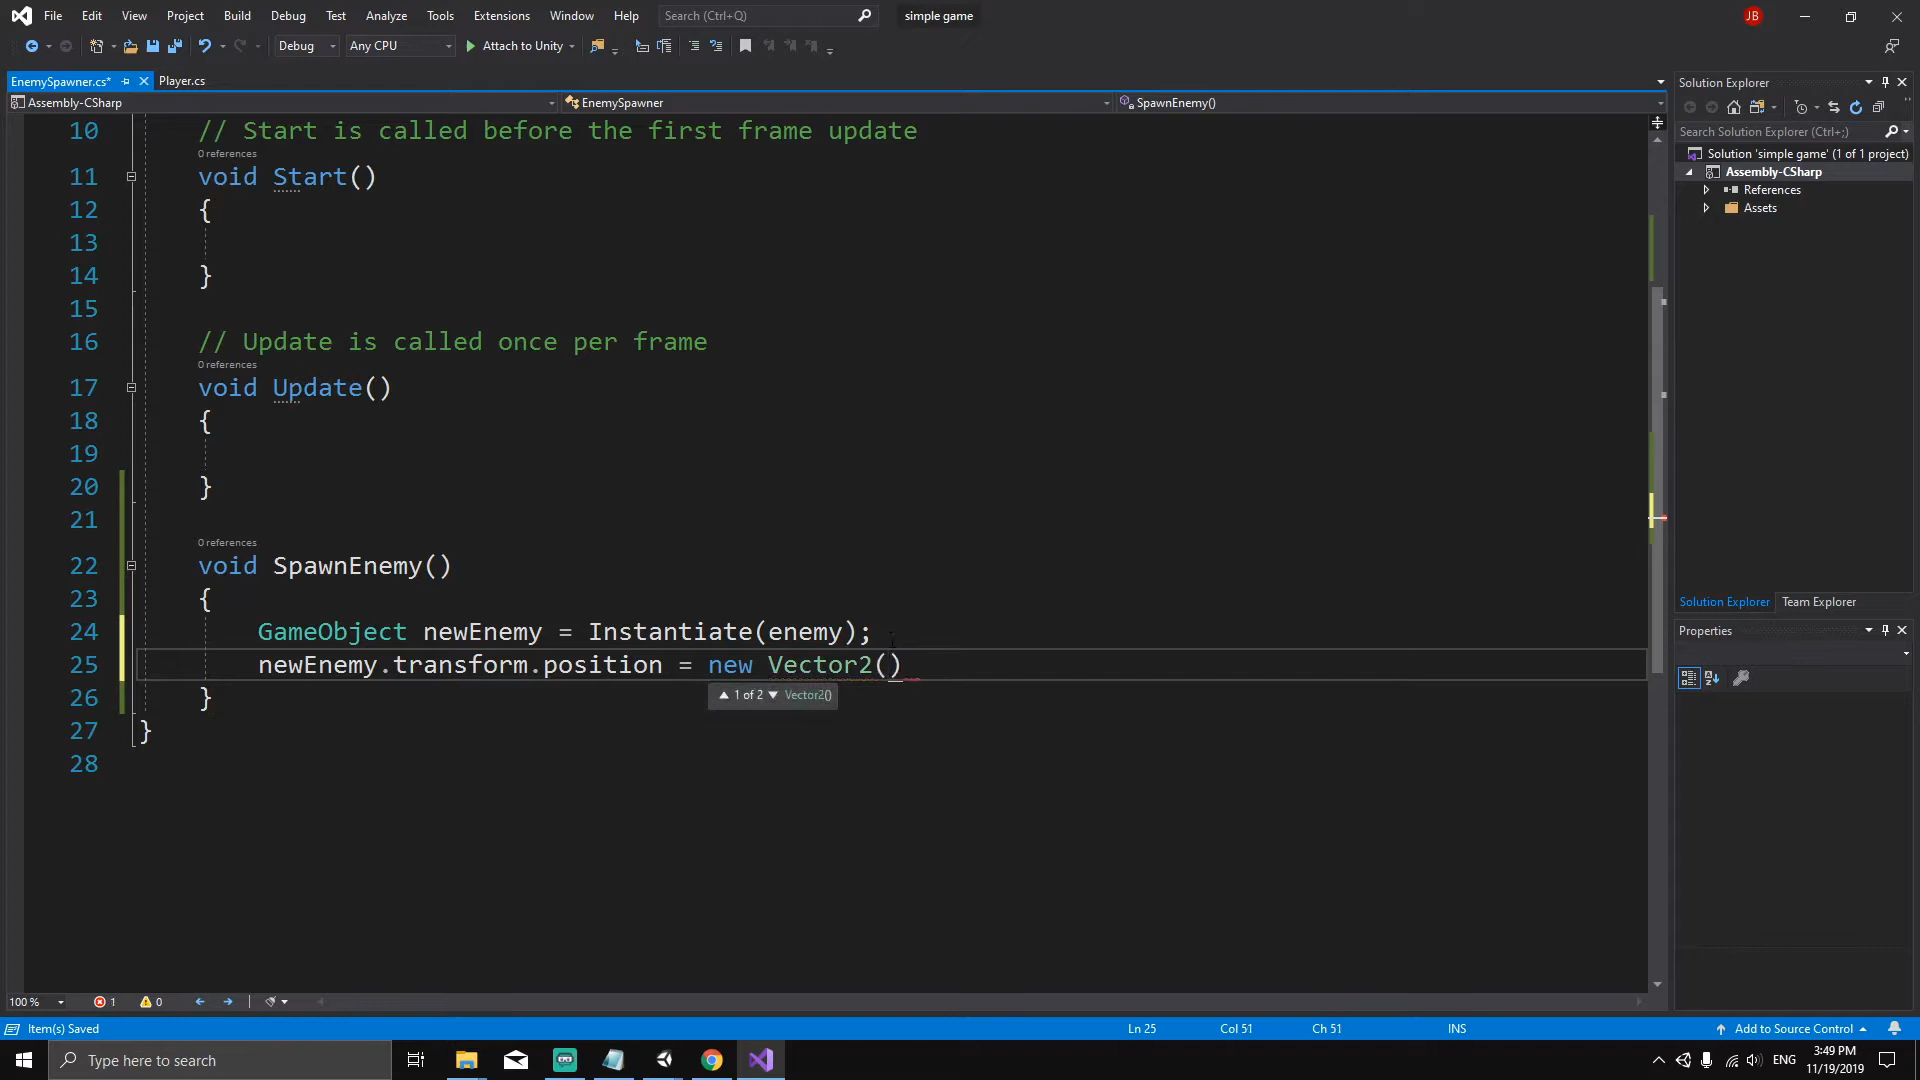 File Edit View Project Build Debug Test Analyze Tools Extensions Window Help Search (Ctrl+Q) simple game JB
Debug Any CPU Attach to Unity
EnemySpawner.cs* Player.cs
Assembly-CSharp EnemySpawner SpawnEnemy()
10 // Start is called before the first frame update
0 references
11 void Start()
12 {
13
14 }
15
16 // Update is called once per frame
0 references
17 void Update()
18 {
19
20 }
21
0 references
22 void SpawnEnemy()
23 {
24 GameObject newEnemy = Instantiate(enemy);
25 newEnemy.transform.position = new Vector2()
1 of 2 Vector2()
26 }
27 }
28
Solution Explorer
Search Solution Explorer (Ctrl+;)
Solution 'simple game' (1 of 1 project)
Assembly-CSharp
References
Assets
Solution Explorer Team Explorer
Properties
100 % 1 0
Item(s) Saved Ln 25 Col 51 Ch 51 INS Add to Source Control
Type here to search ENG 3:49 PM
11/19/2019